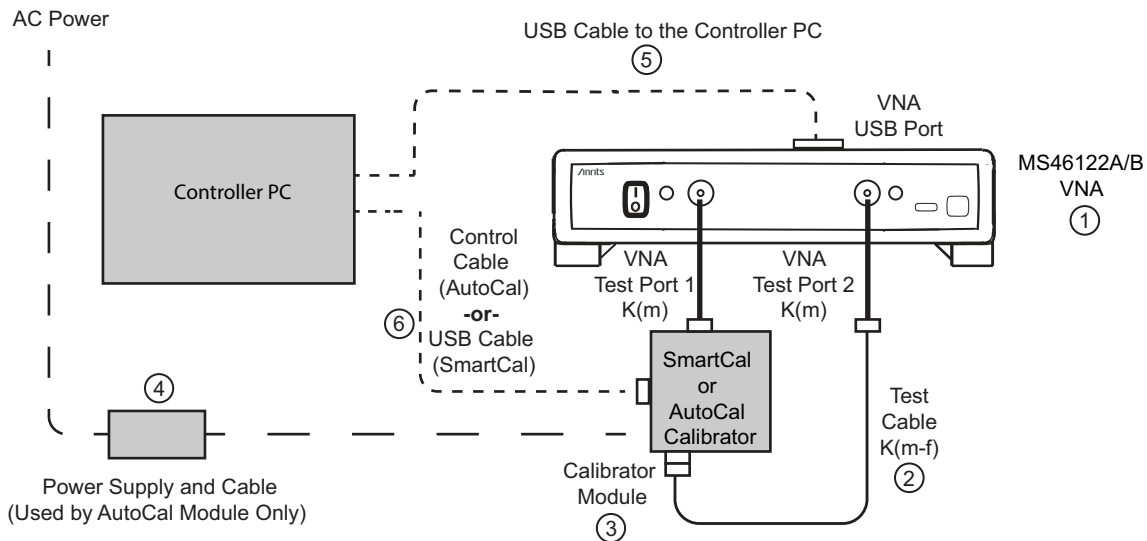 AC Power
USB Cable to the Controller PC
5
VNA
USB Port
MS46122A/B
VNA
1
Anritsu
Controller PC
Control
Cable
(AutoCal)
-or-
USB Cable
(SmartCal)
6
VNA
Test Port 1
K(m)
VNA
Test Port 2
K(m)
SmartCal
or
AutoCal
Calibrator
Test
Cable
K(m-f)
2
4
Power Supply and Cable
(Used by AutoCal Module Only)
Calibrator
Module
3